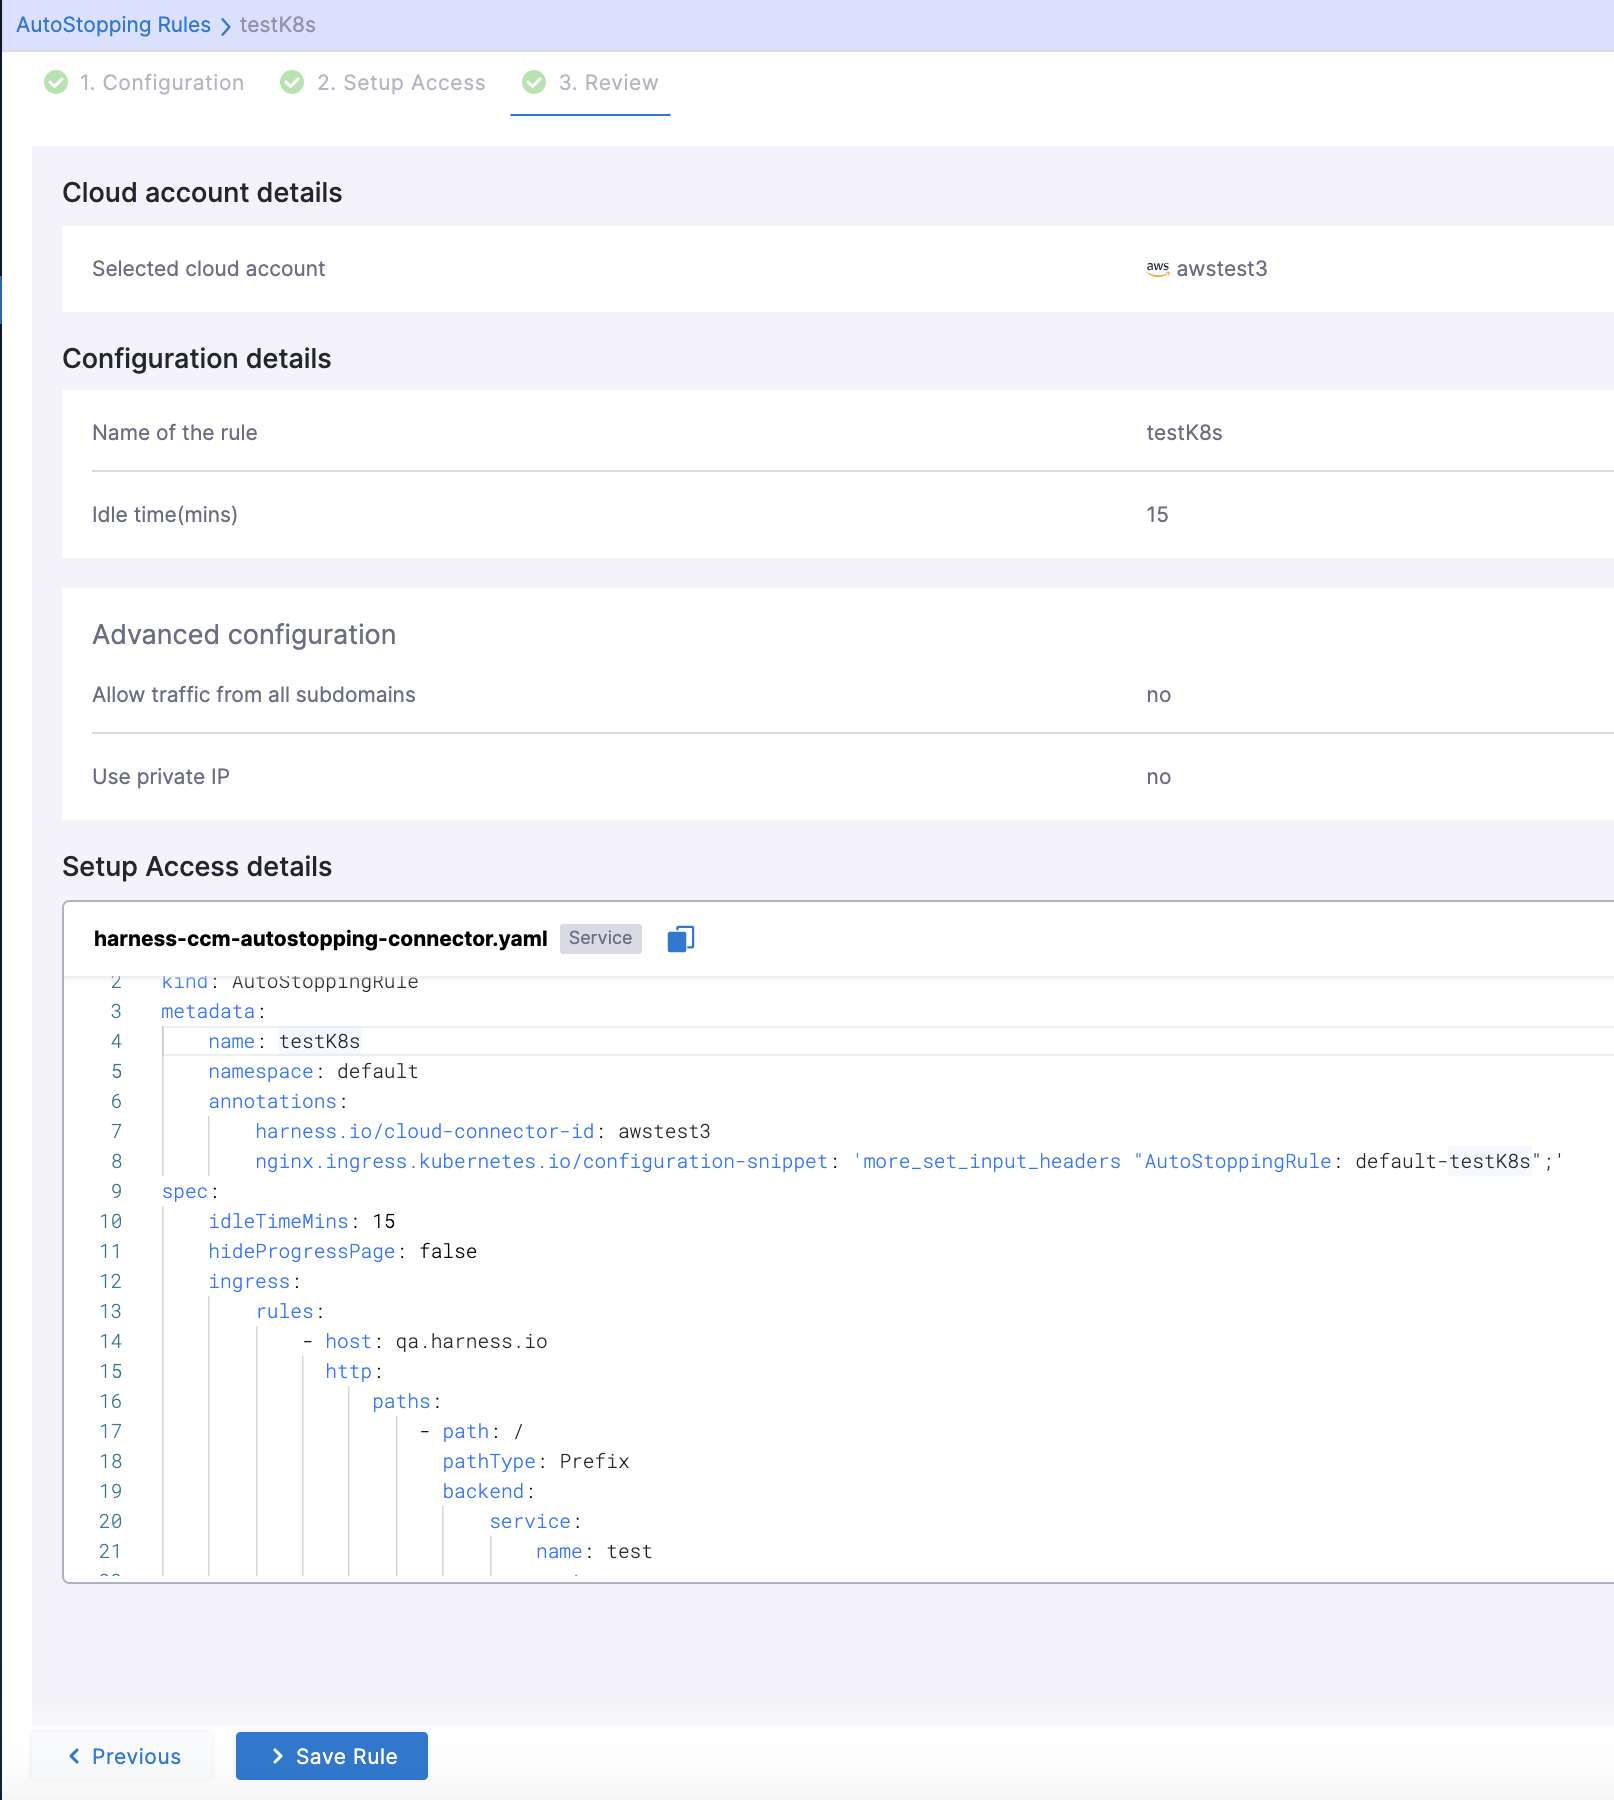 AutoStopping Rules > testK8s
1. Configuration 2. Setup Access 3. Review
Cloud account details
Selected cloud account aws awstest3
Configuration details
Name of the rule testK8s
Idle time(mins) 15
Advanced configuration
Allow traffic from all subdomains no
Use private IP no
Setup Access details
harness-ccm-autostopping-connector.yaml Service
2 kind: AutoStoppingRule
3 metadata:
4 name: testK8s
5 namespace: default
6 annotations:
7 harness.io/cloud-connector-id: awstest3
8 nginx.ingress.kubernetes.io/configuration-snippet: 'more_set_input_headers "AutoStoppingRule: default-testK8s";'
9 spec:
10 idleTimeMins: 15
11 hideProgressPage: false
12 ingress:
13 rules:
14 - host: qa.harness.io
15 http:
16 paths:
17 - path: /
18 pathType: Prefix
19 backend:
20 service:
21 name: test
Previous Save Rule